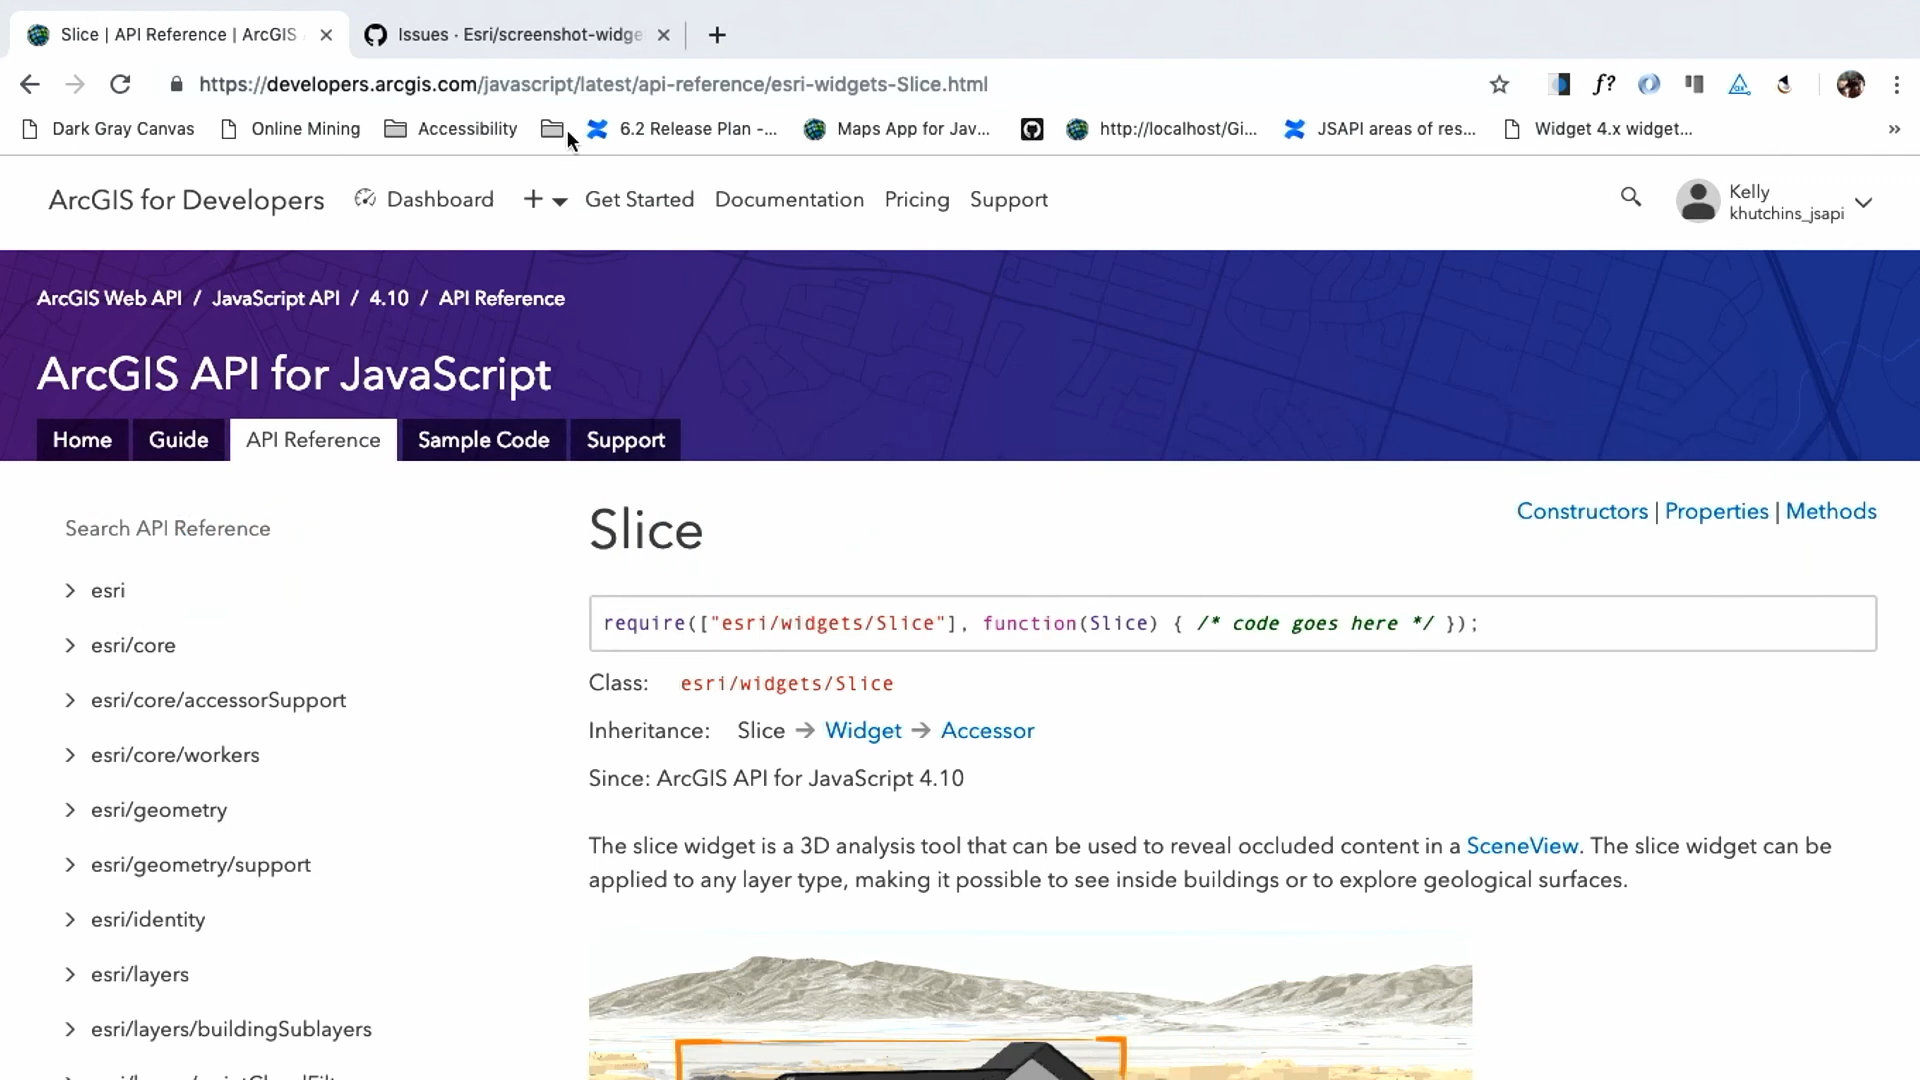 Slice | API Reference | ArcGIS
Issues · Esri/screenshot-widge
https://developers.arcgis.com/javascript/latest/api-reference/esri-widgets-Slice.html
f?
Dark Gray Canvas
Online Mining
Accessibility
6.2 Release Plan -...
Maps App for Jav...
http://localhost/Gi...
JSAPI areas of res...
Widget 4.x widget...
»
ArcGIS for Developers
Dashboard
Get Started
Documentation
Pricing
Support
Kelly
khutchins_jsapi
ArcGIS Web API / JavaScript API / 4.10 / API Reference
ArcGIS API for JavaScript
Home
Guide
API Reference
Sample Code
Support
Search API Reference
esri
esri/core
esri/core/accessorSupport
esri/core/workers
esri/geometry
esri/geometry/support
esri/identity
esri/layers
esri/layers/buildingSublayers
Slice
Constructors | Properties | Methods
require(["esri/widgets/Slice"], function(Slice) { /* code goes here */ });
Class: esri/widgets/Slice
Inheritance: Slice → Widget → Accessor
Since: ArcGIS API for JavaScript 4.10
The slice widget is a 3D analysis tool that can be used to reveal occluded content in a SceneView. The slice widget can be
applied to any layer type, making it possible to see inside buildings or to explore geological surfaces.